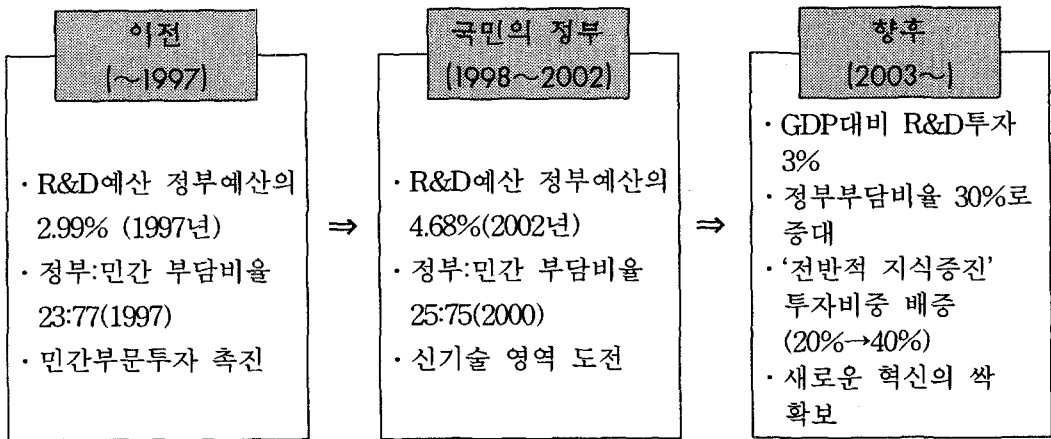 이전
(～1997)
· R&D예산 정부예산의
2.99% (1997년)
· 정부:민간 부담비율
23:77(1997)
· 민간부문투자 촉진
⇒
국민의 정부
(1998～2002)
· R&D예산 정부예산의
4.68%(2002년)
· 정부:민간 부담비율
25:75(2000)
· 신기술 영역 도전
⇒
향후
(2003～)
· GDP대비 R&D투자
3%
· 정부부담비율 30%로
증대
· ‘전반적 지식증진’
투자비중 배증
(20%→40%)
· 새로운 혁신의 싹
확보